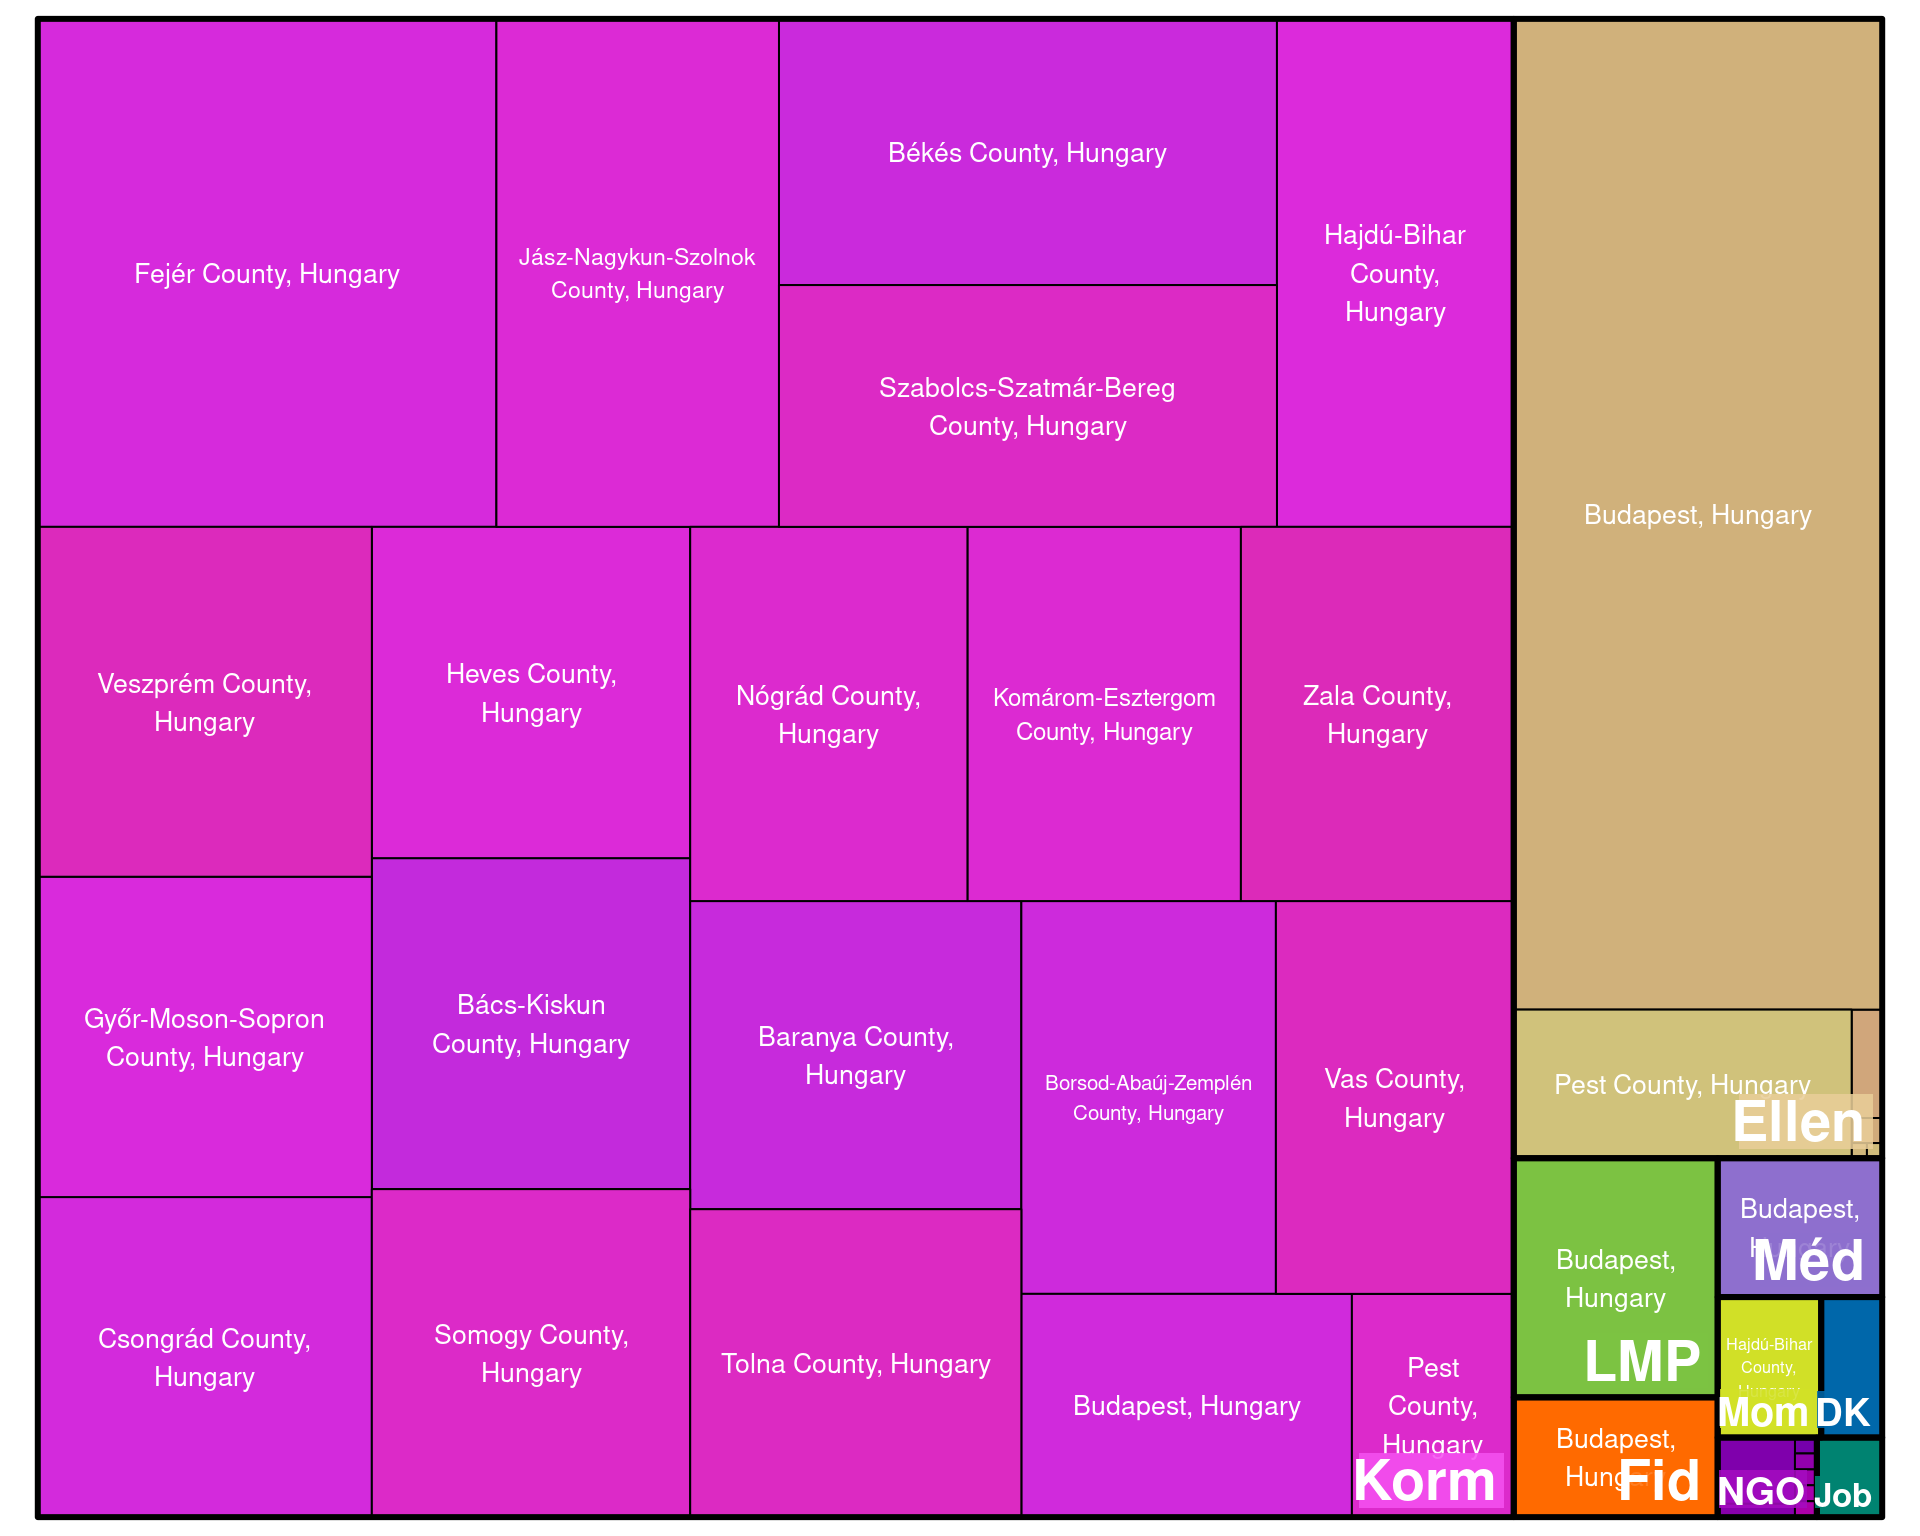 Fejér County, Hungary
Jász-Nagykun-Szolnok
County, Hungary
Békés County, Hungary
Szabolcs-Szatmár-Bereg
County, Hungary
Hajdú-Bihar
County,
Hungary
Veszprém County,
Hungary
Heves County,
Hungary
Nógrád County,
Hungary
Komárom-Esztergom
County, Hungary
Zala County,
Hungary
Győr-Moson-Sopron
County, Hungary
Bács-Kiskun
County, Hungary
Baranya County,
Hungary
Borsod-Abaúj-Zemplén
County, Hungary
Vas County,
Hungary
Csongrád County,
Hungary
Somogy County,
Hungary
Tolna County, Hungary
Budapest, Hungary
Pest
County,
Hungary
Korm
Budapest, Hungary
Pest County, Hungary
Ellen
Budapest,
Hungary
LMP
Budapest,
Hungary
Méd
Hajdú-Bihar
County,
Hungary
Mom
DK
Budapest,
Hungary
Fid
NGO
Job